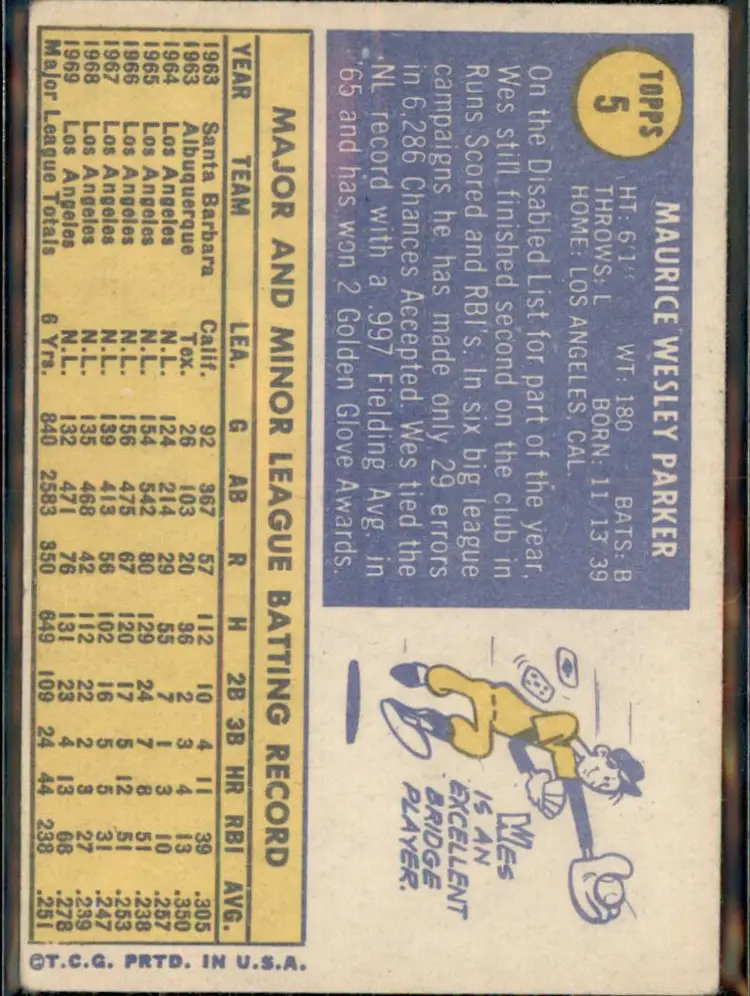 TOPPS
5
MAURICE WESLEY PARKER
HT: 6'1" WT: 180 BATS: B
THROWS: L BORN: 11/13/39
HOME: LOS ANGELES, CAL.
On the Disabled List for part of the year,
Wes still finished second on the club in
Runs Scored and RBI's. In six big league
campaigns he has made only 29 errors
in 6,286 Chances Accepted. Wes tied the
NL record with a .997 Fielding Avg. in
'65 and has won 2 Golden Glove Awards.
WES
IS AN
EXCELLENT
BRIDGE
PLAYER.
MAJOR AND MINOR LEAGUE BATTING RECORD
YEAR TEAM LEA. G AB R H 2B 3B HR RBI AVG.
1963 Santa Barbara Calif. 92 367 57 112 10 4 11 39 .305
1963 Albuquerque Tex. 26 103 20 36 2 3 4 13 .350
1964 Los Angeles N.L. 124 214 29 55 7 1 3 10 .257
1965 Los Angeles N.L. 154 542 80 129 24 7 8 51 .238
1966 Los Angeles N.L. 156 475 67 120 17 5 12 51 .253
1967 Los Angeles N.L. 139 413 56 102 16 5 5 31 .247
1968 Los Angeles N.L. 135 468 42 112 22 2 3 27 .239
1969 Los Angeles N.L. 132 471 76 131 23 4 13 68 .278
Major League Totals 6 Yrs. 840 2583 350 649 109 24 44 238 .251
©T.C.G. PRTD. IN U.S.A.